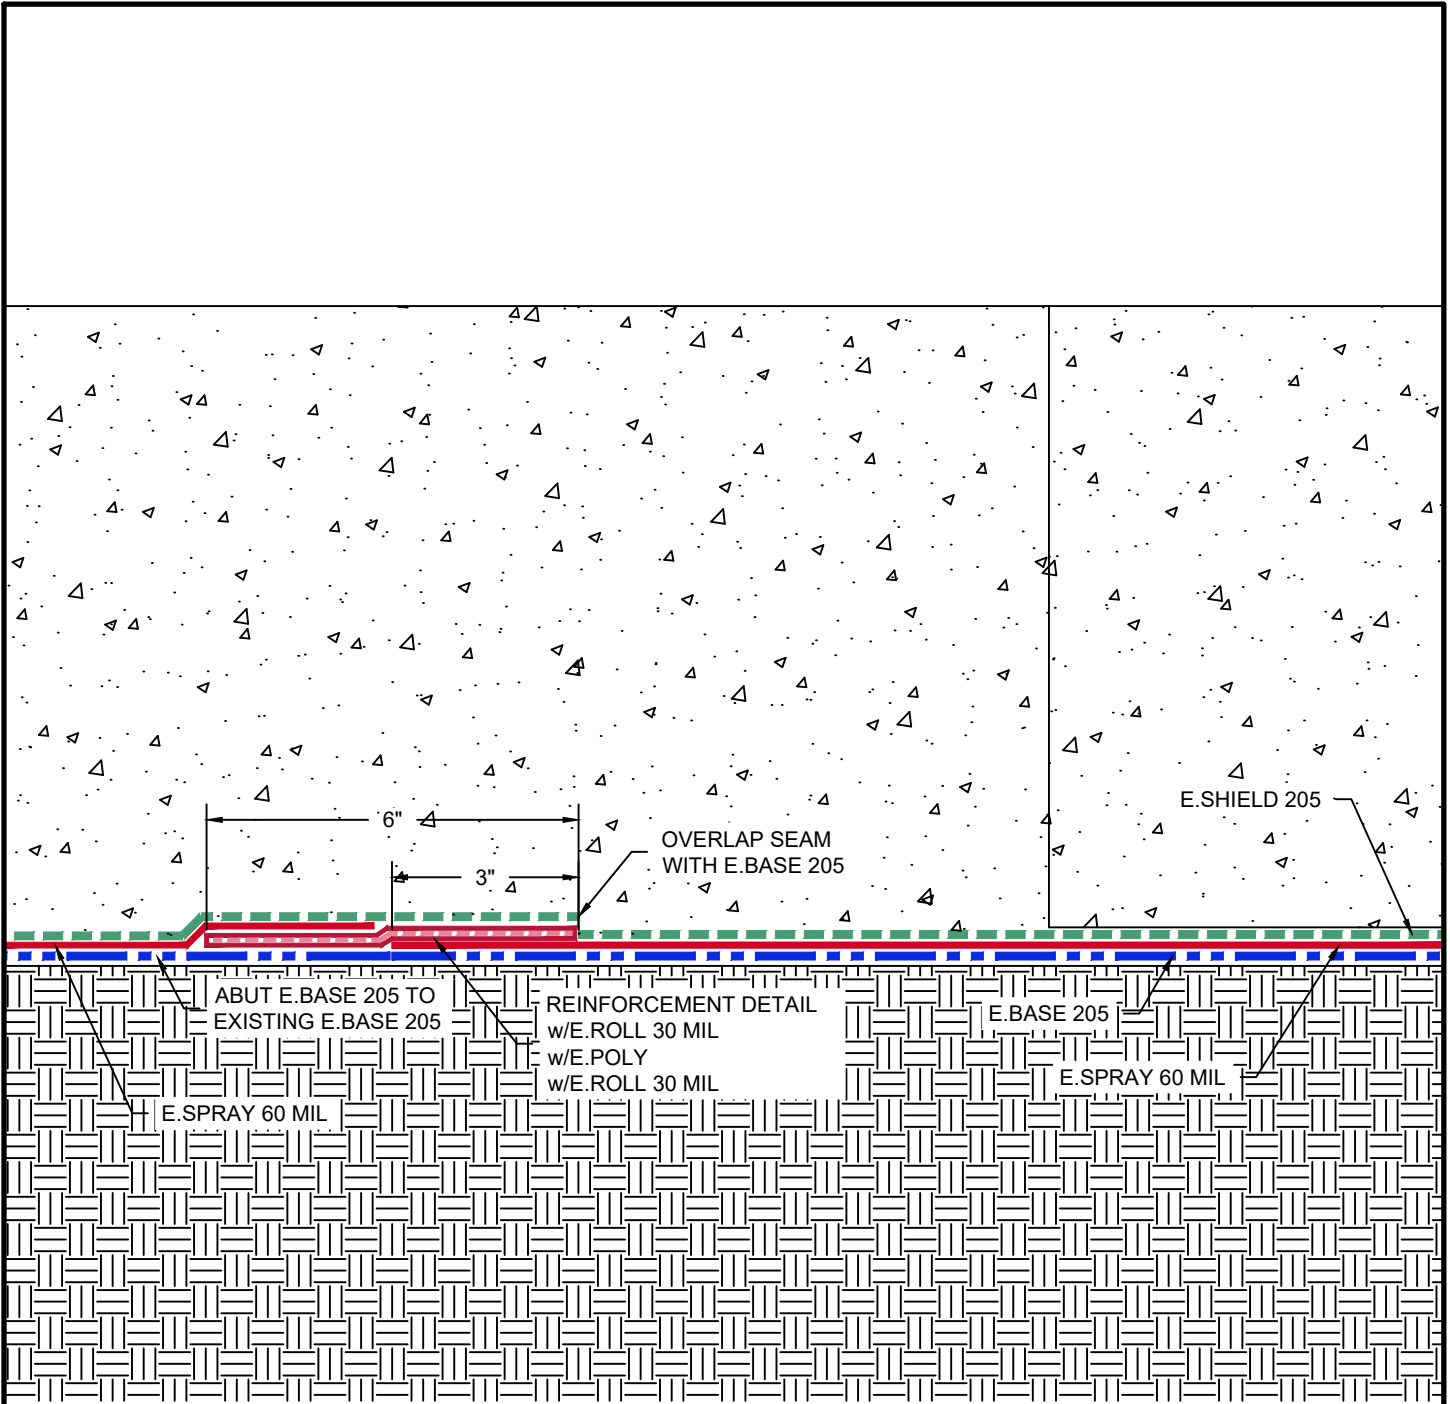 E.SHIELD 205
6"
OVERLAP SEAM
WITH E.BASE 205
3"
ABUT E.BASE 205 TO
EXISTING E.BASE 205
REINFORCEMENT DETAIL
w/E.ROLL 30 MIL
w/E.POLY
w/E.ROLL 30 MIL
E.BASE 205
E.SPRAY 60 MIL
E.SPRAY 60 MIL